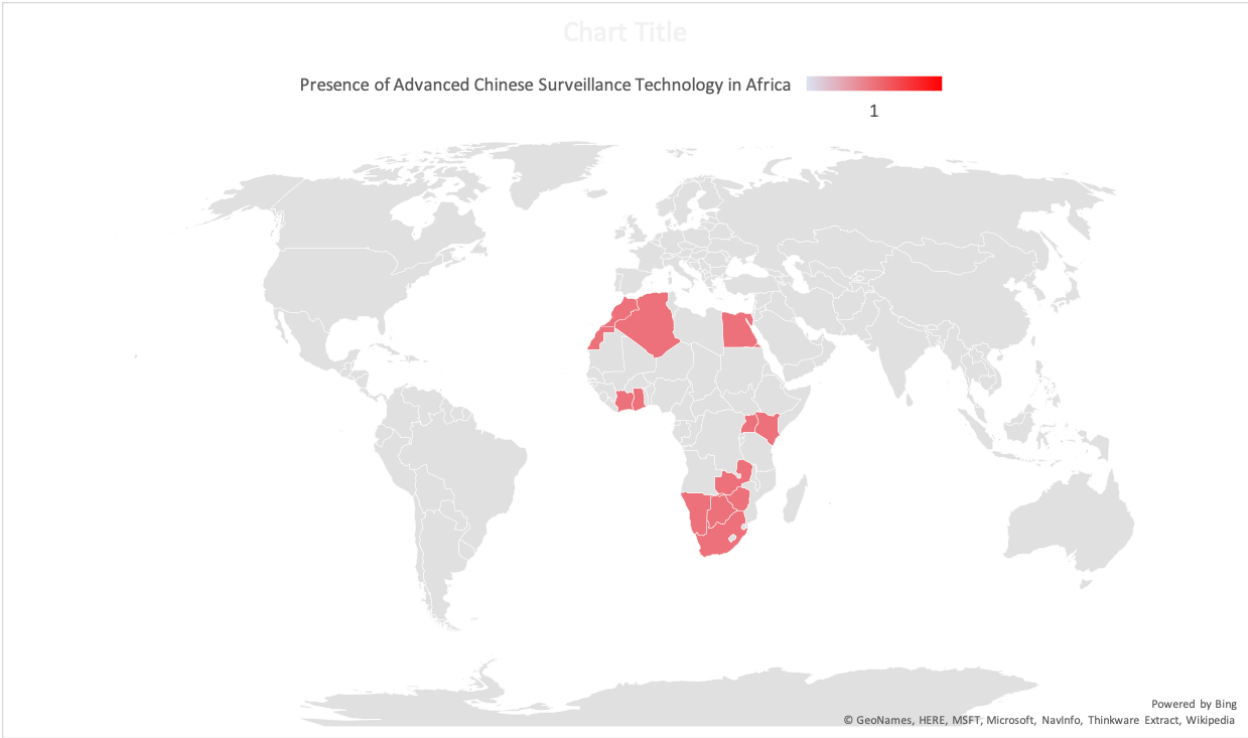 Chart Title
Presence of Advanced Chinese Surveillance Technology in Africa
1
Powered by Bing
© GeoNames, HERE, MSFT, Microsoft, NavInfo, Thinkware Extract, Wikipedia